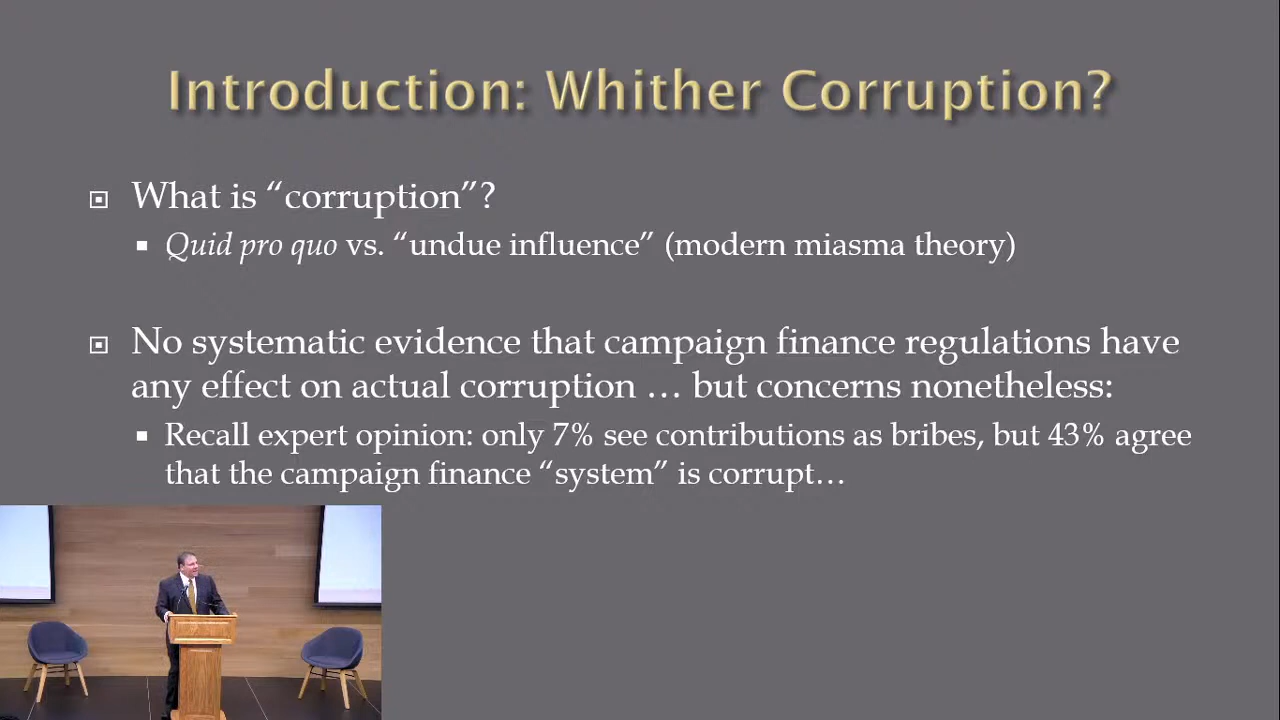 Introduction: Whither Corruption?
What is “corruption”?
Quid pro quo vs. “undue influence” (modern miasma theory)
No systematic evidence that campaign finance regulations have
any effect on actual corruption … but concerns nonetheless:
Recall expert opinion: only 7% see contributions as bribes, but 43% agree
that the campaign finance “system” is corrupt…